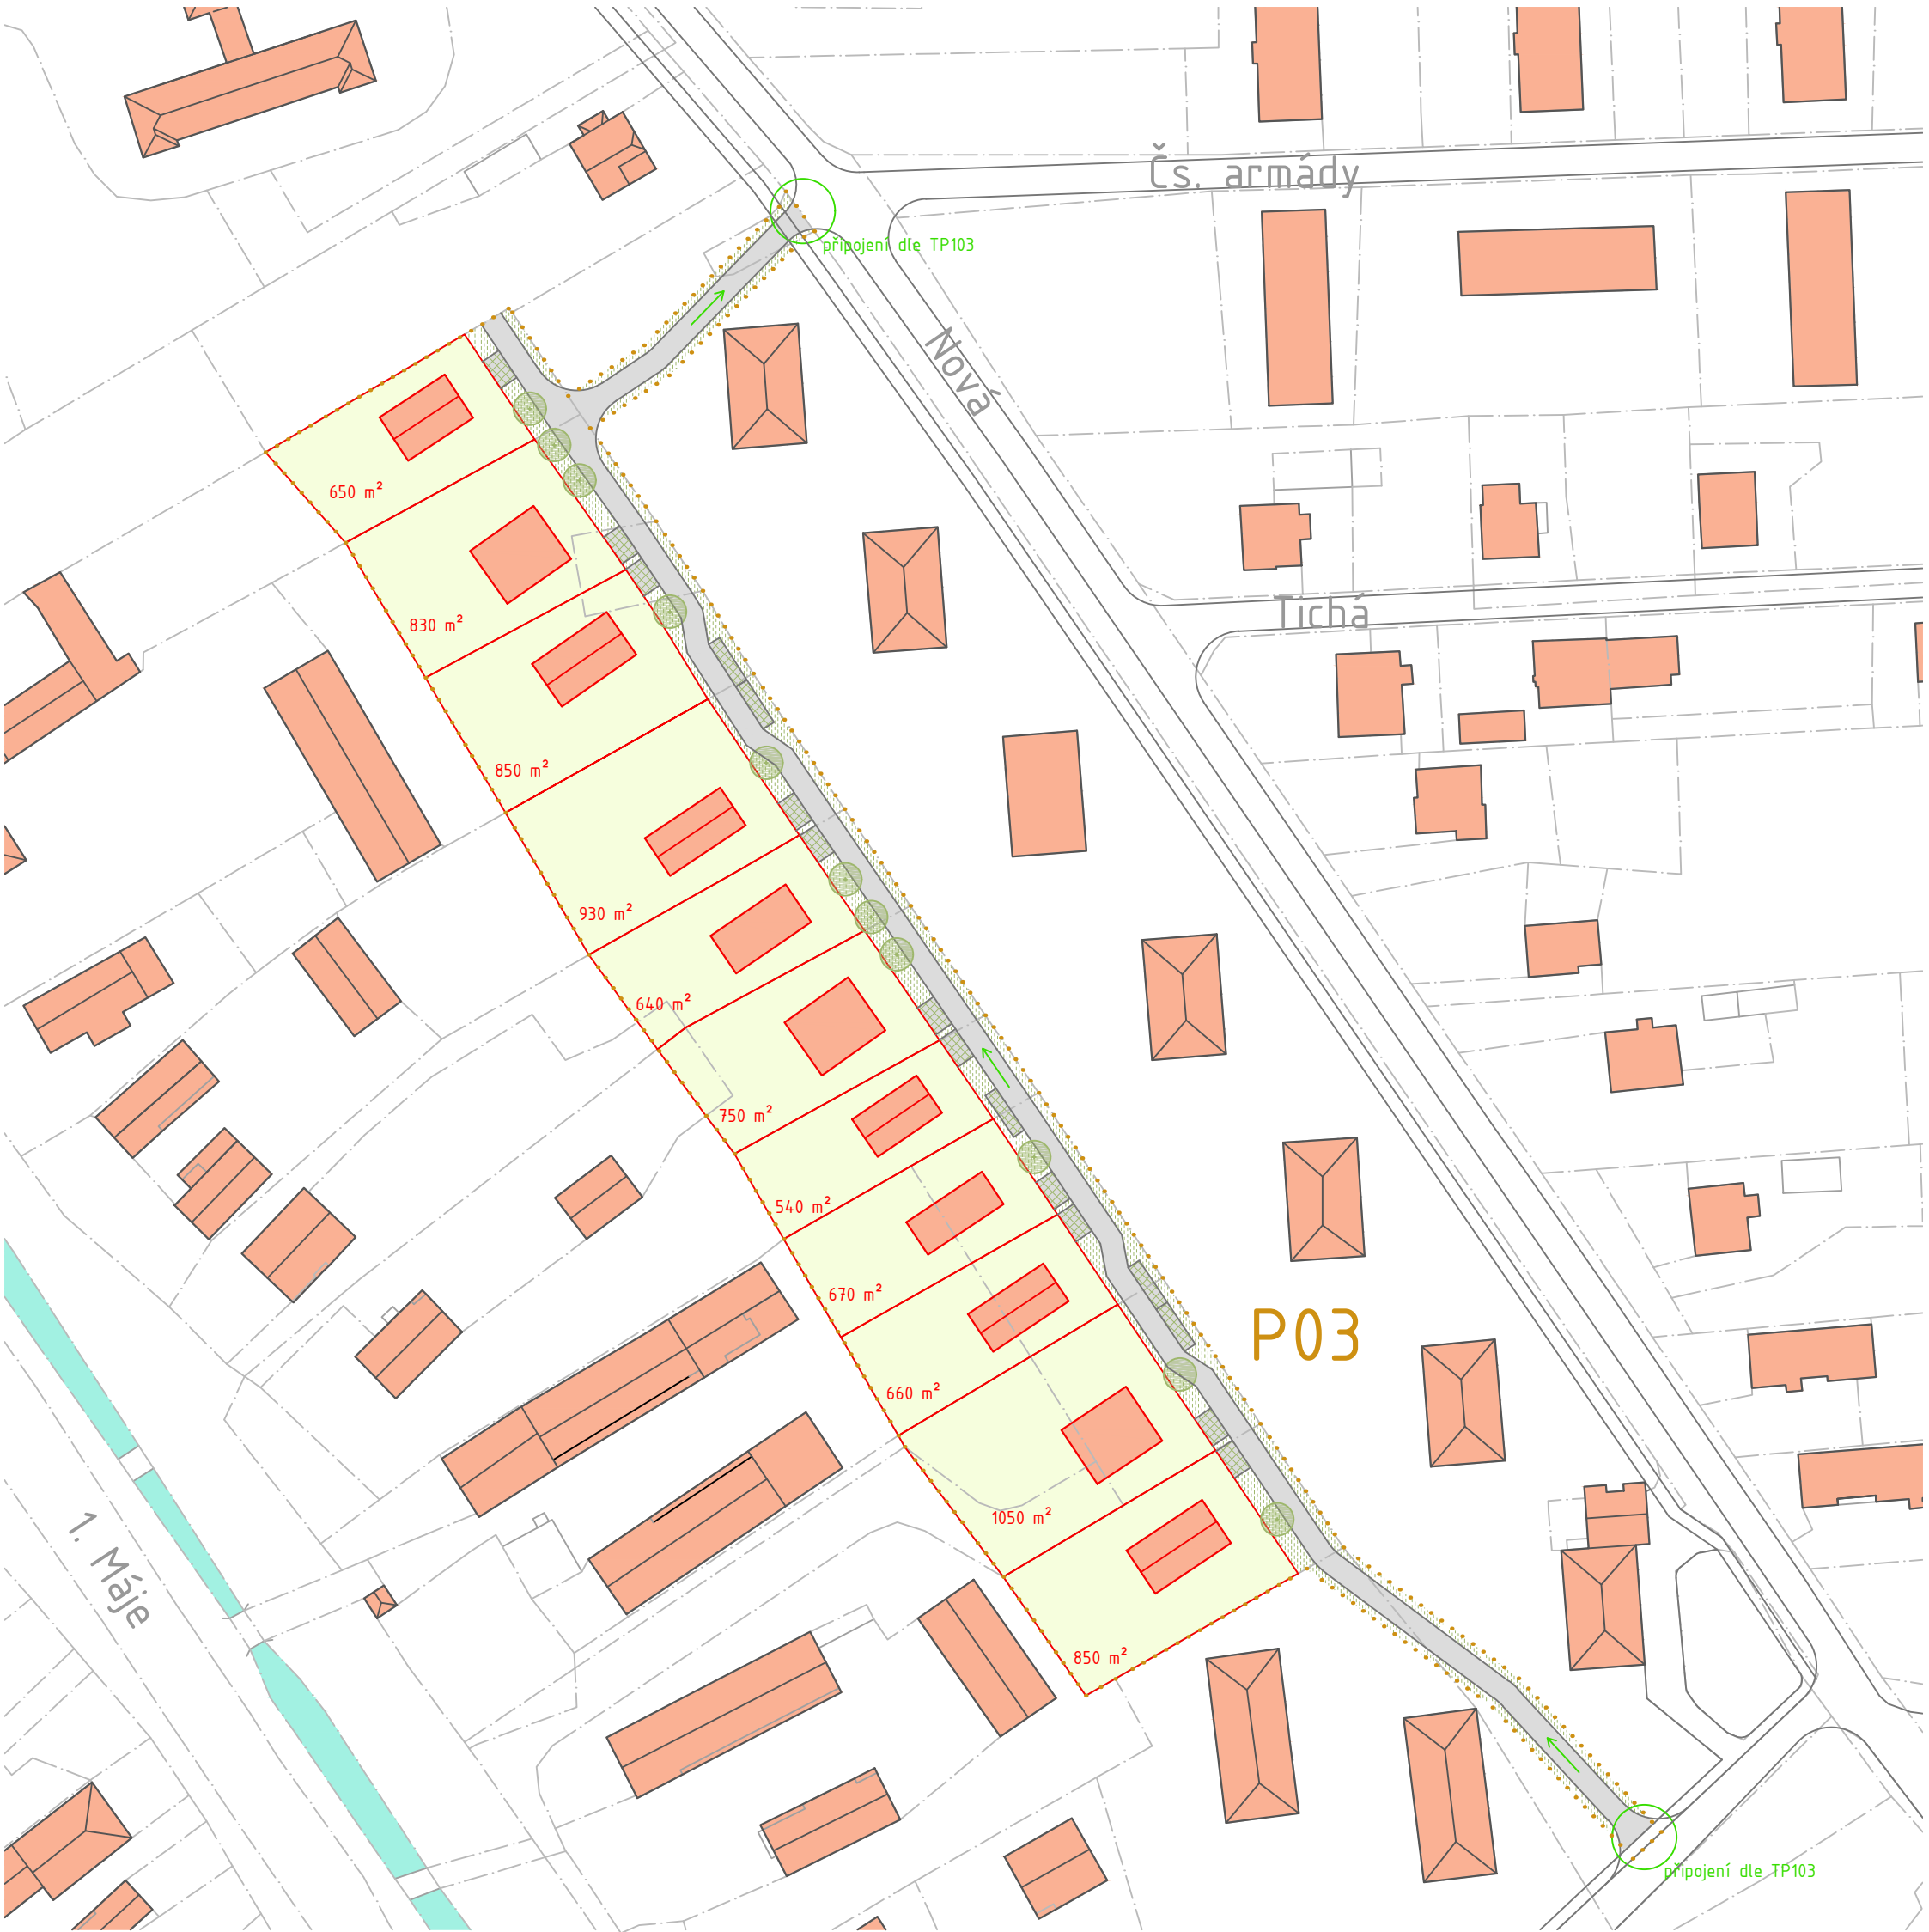 Čs. armády
připojení dle TP103
Nová
650 m²
Tichá
830 m²
850 m²
930 m²
640 m²
750 m²
540 m²
670 m²
P03
660 m²
1050 m²
1. Máje
850 m²
připojení dle TP103